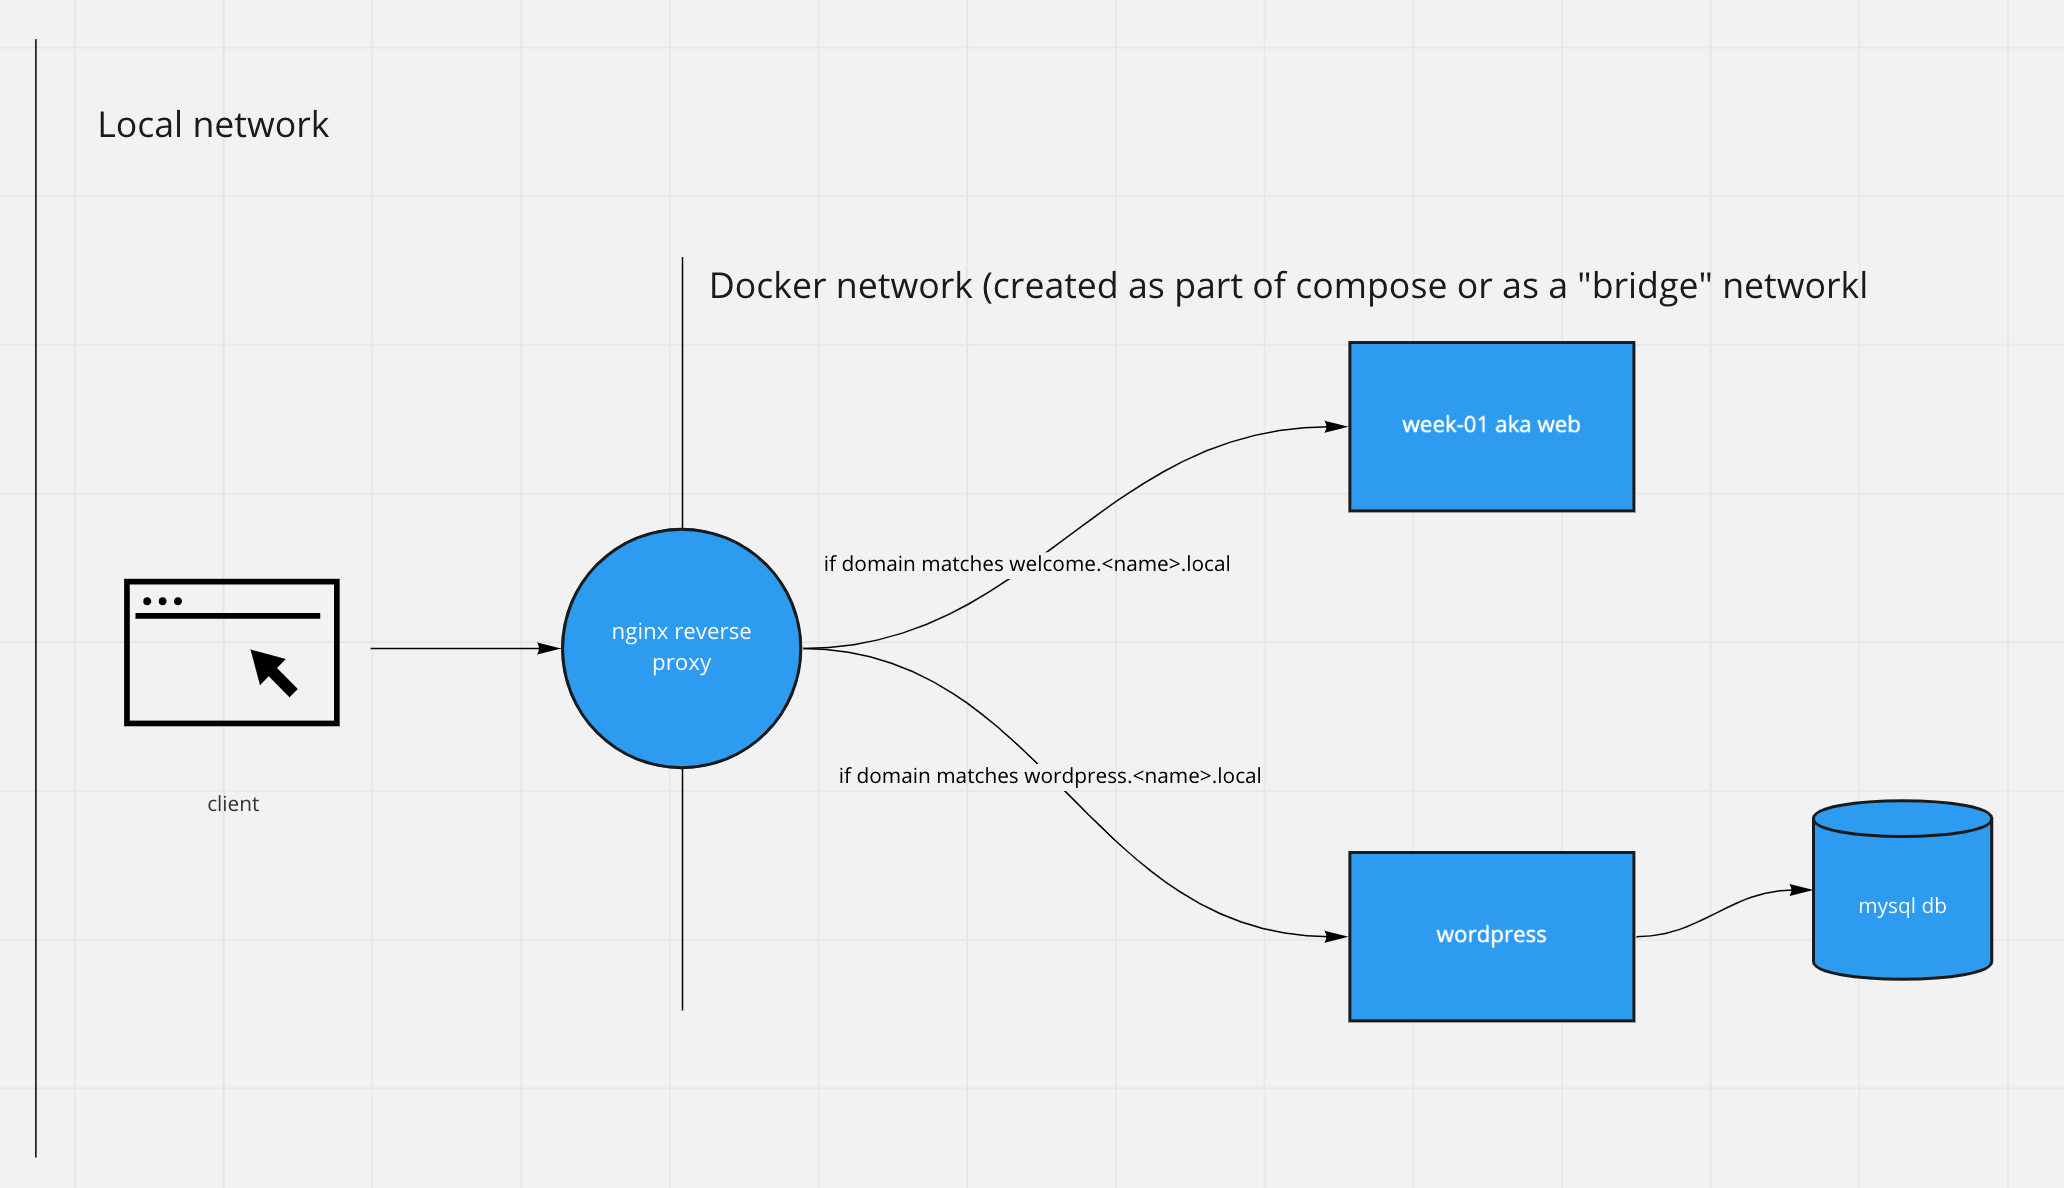 Local network
Docker network (created as part of compose or as a "bridge" networkl
week-01 aka web
if domain matches welcome.<name>.local
nginx reverse
proxy
if domain matches wordpress.<name>.local
client
wordpress
mysql db